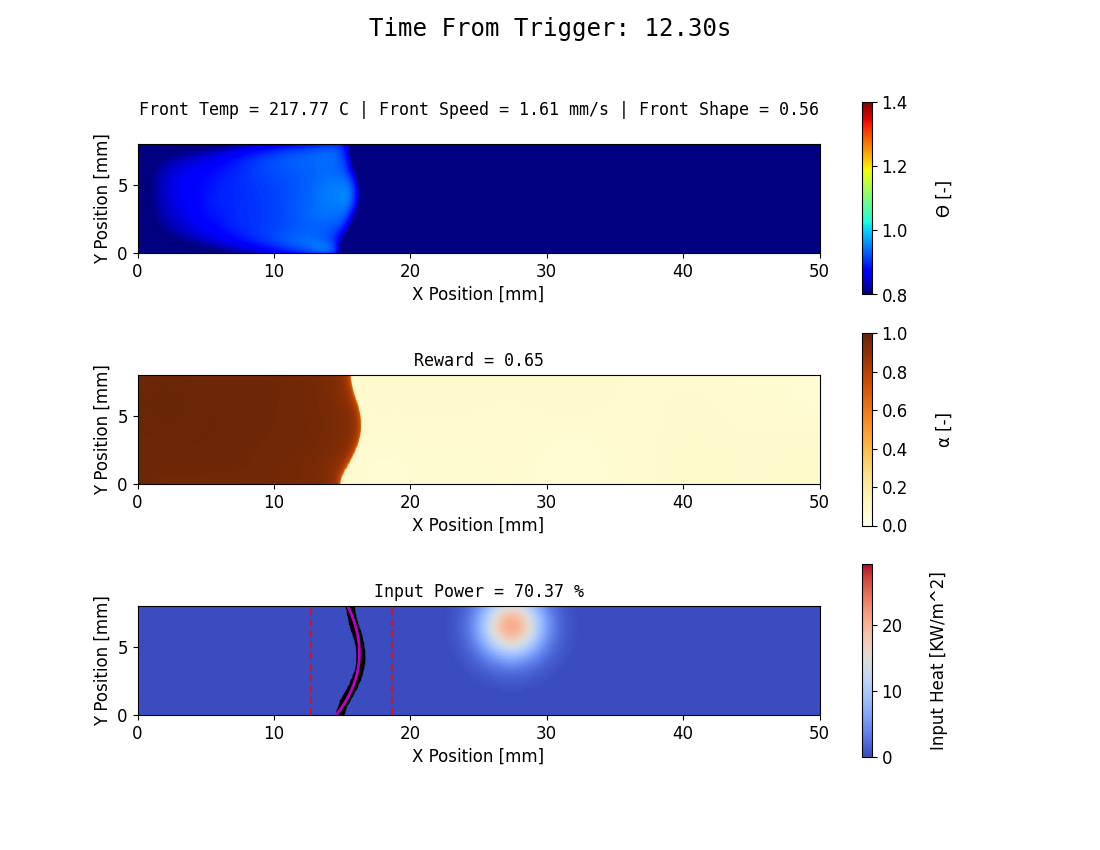 Time From Trigger: 12.30s
Front Temp = 217.77 C | Front Speed = 1.61 mm/s | Front Shape = 0.56
Y Position [mm]
5
0
0 10 20 30 40 50
X Position [mm]
1.4
1.2
1.0
0.8
Θ [-]
Reward = 0.65
Y Position [mm]
5
0
0 10 20 30 40 50
X Position [mm]
1.0
0.8
0.6
0.4
0.2
0.0
α [-]
Input Power = 70.37 %
Y Position [mm]
5
0
0 10 20 30 40 50
X Position [mm]
20
10
0
Input Heat [KW/m^2]